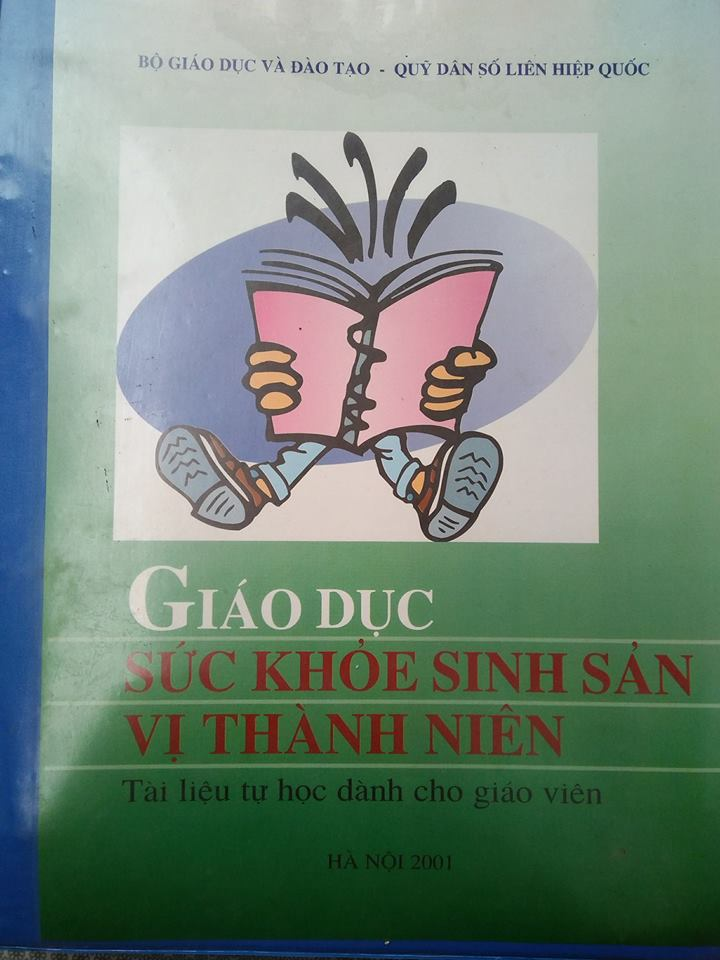 BỘ GIÁO DỤC VÀ ĐÀO TẠO - QUỸ DÂN SỐ LIÊN HIỆP QUỐC
GIÁO DỤC
SỨC KHỎE SINH SẢN
VỊ THÀNH NIÊN
Tài liệu tự học dành cho giáo viên
HÀ NỘI 2001